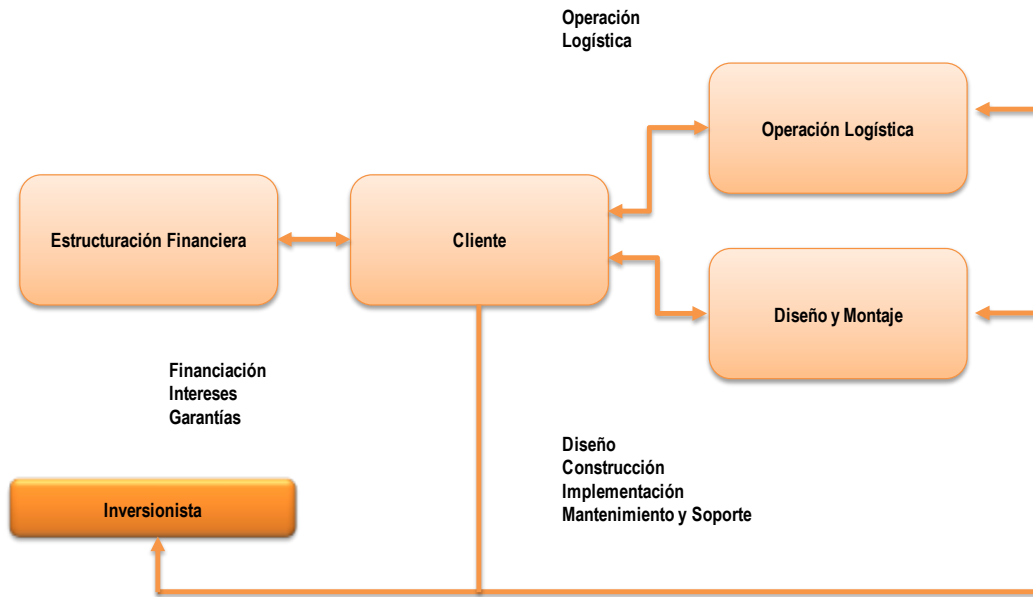 Operación
Logística
Operación Logística
Estructuración Financiera
Cliente
Diseño y Montaje
Financiación
Intereses
Garantías
Diseño
Construcción
Implementación
Mantenimiento y Soporte
Inversionista